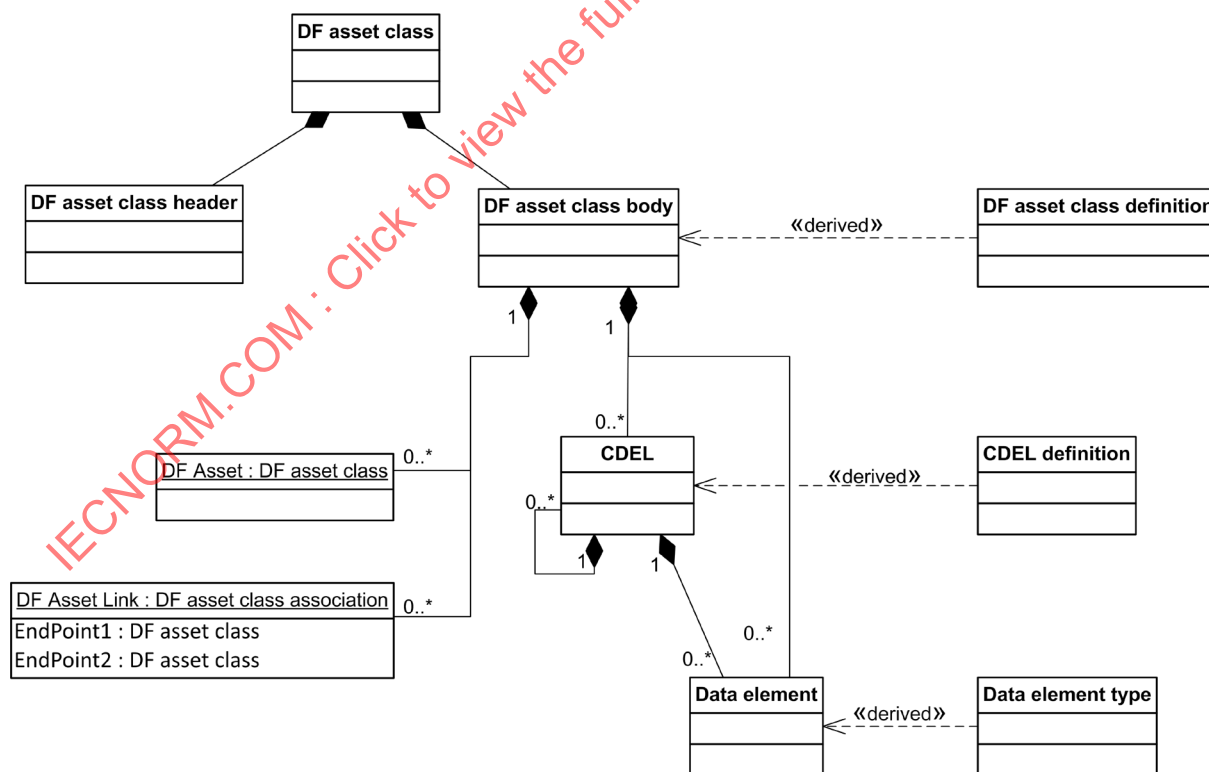 DF asset class
IECNORM.COM : Click to view the full
DF asset class header
DF asset class body
«derived»
DF asset class definition
1
1
0..*
DF Asset : DF asset class
0..*
CDEL
«derived»
CDEL definition
0..*
1
1
DF Asset Link : DF asset class association
0..*
EndPoint1 : DF asset class
EndPoint2 : DF asset class
0..*
0..*
Data element
«derived»
Data element type